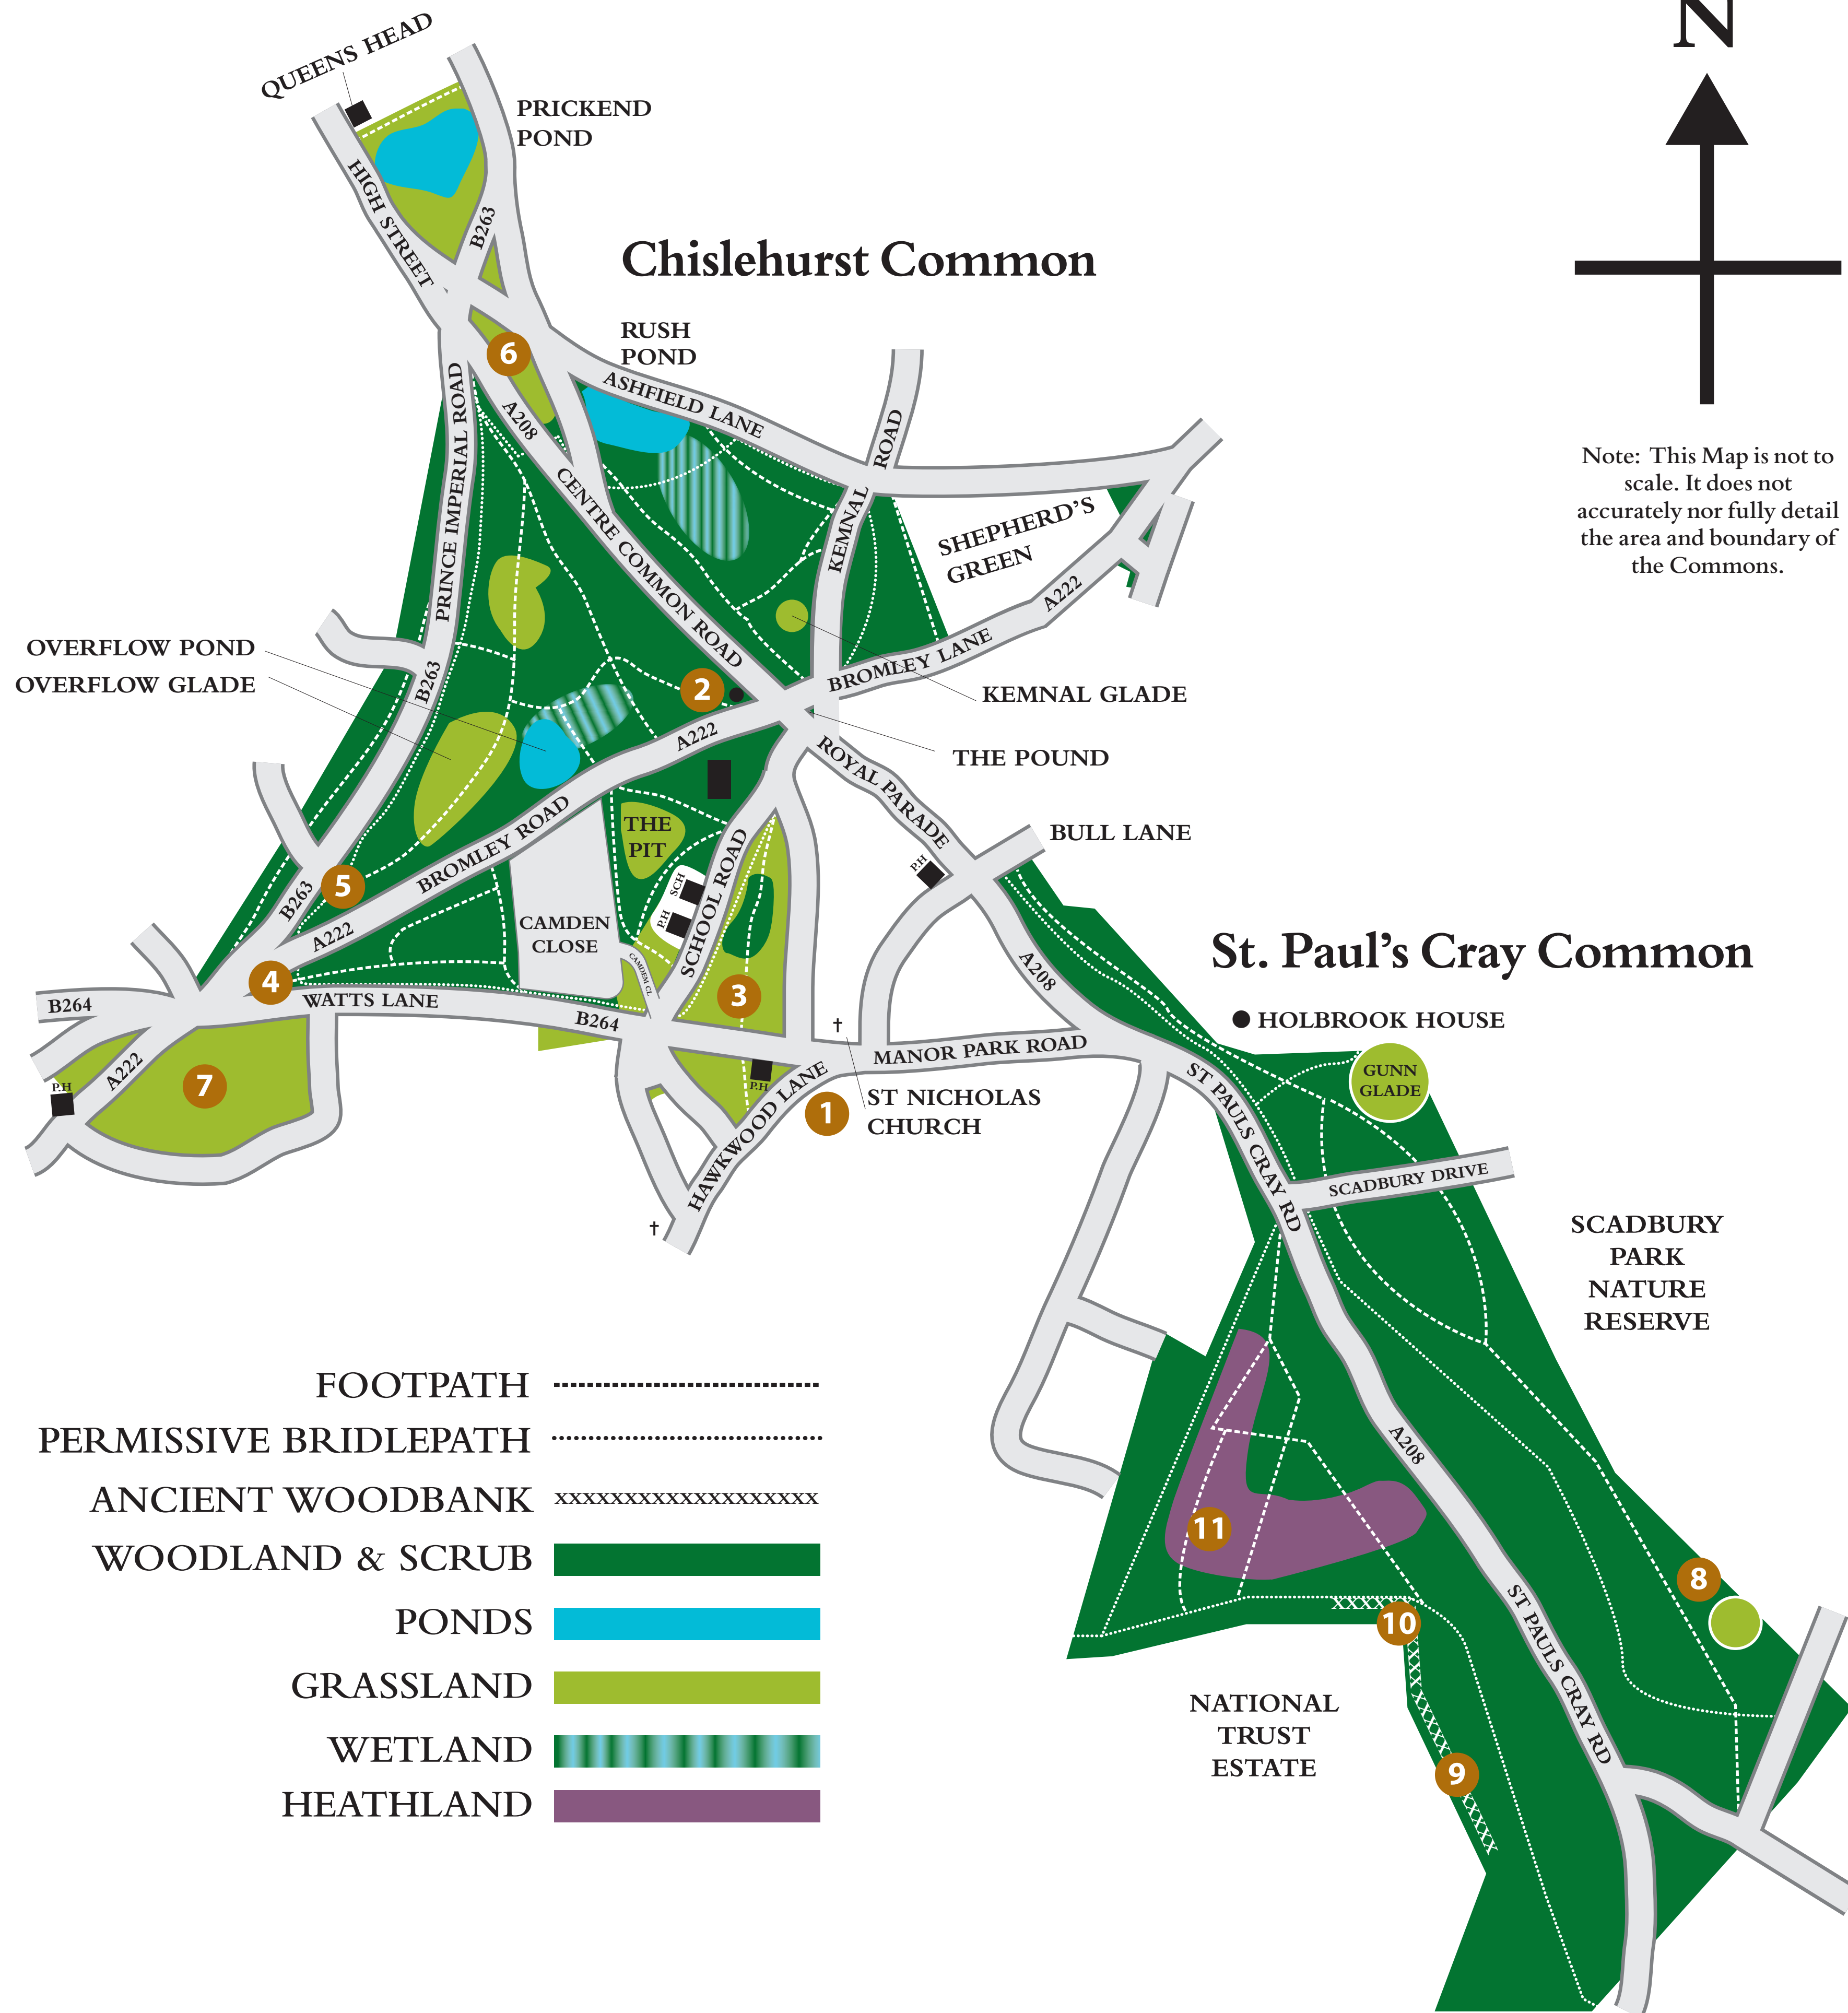 QUEENS HEAD
N
PRICKEND
POND
HIGH STREET
B263
Chislehurst Common
RUSH
POND
6
ASHFIELD LANE
PRINCE IMPERIAL ROAD
A208
CENTRE COMMON ROAD
KEMNAL
ROAD
Note: This Map is not to
scale. It does not
accurately nor fully detail
the area and boundary of
the Commons.
SHEPHERD'S
GREEN
A222
BROMLEY LANE
OVERFLOW POND
OVERFLOW GLADE
B263
2
KEMNAL GLADE
A222
THE POUND
ROYAL PARADE
BULL LANE
THE
PIT
BROMLEY ROAD
SCHOOL ROAD
SCH
P.H
P.H
5
B263
A222
CAMDEN
CLOSE
CAMDEM CL
St. Paul's Cray Common
4
3
A208
B264
WATTS LANE
B264
HOLBROOK HOUSE
MANOR PARK ROAD
A222
7
P.H
P.H
HAWKWOOD LANE
1
ST NICHOLAS
CHURCH
ST PAULS CRAY RD
GUNN
GLADE
SCADBURY DRIVE
SCADBURY
PARK
NATURE
RESERVE
FOOTPATH
PERMISSIVE BRIDLEPATH
ANCIENT WOODBANK xxxxxxxxxxxxxxxxxxx
WOODLAND & SCRUB
PONDS
GRASSLAND
WETLAND
HEATHLAND
A208
11
8
10
ST PAULS CRAY RD
NATIONAL
TRUST
ESTATE
9